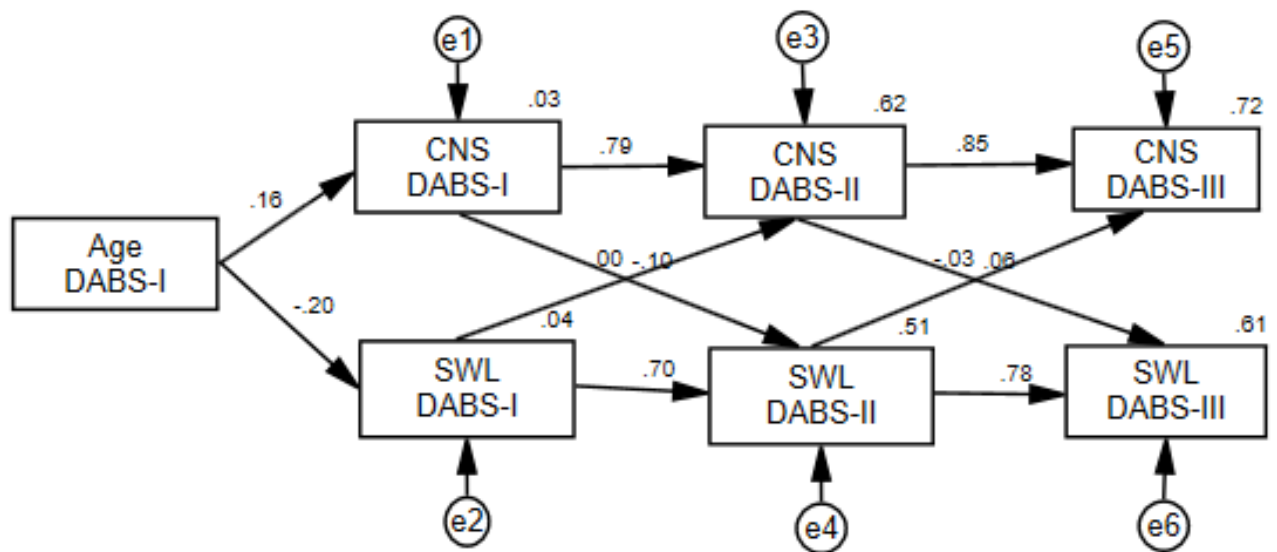 e1
e3
e5
.03
.62
.72
CNS
DABS-I
.79
CNS
DABS-II
.85
CNS
DABS-III
.16
Age
DABS-I
-.20
.00
-.10
-.03
.06
.04
.51
.61
SWL
DABS-I
.70
SWL
DABS-II
.78
SWL
DABS-III
e2
e4
e6